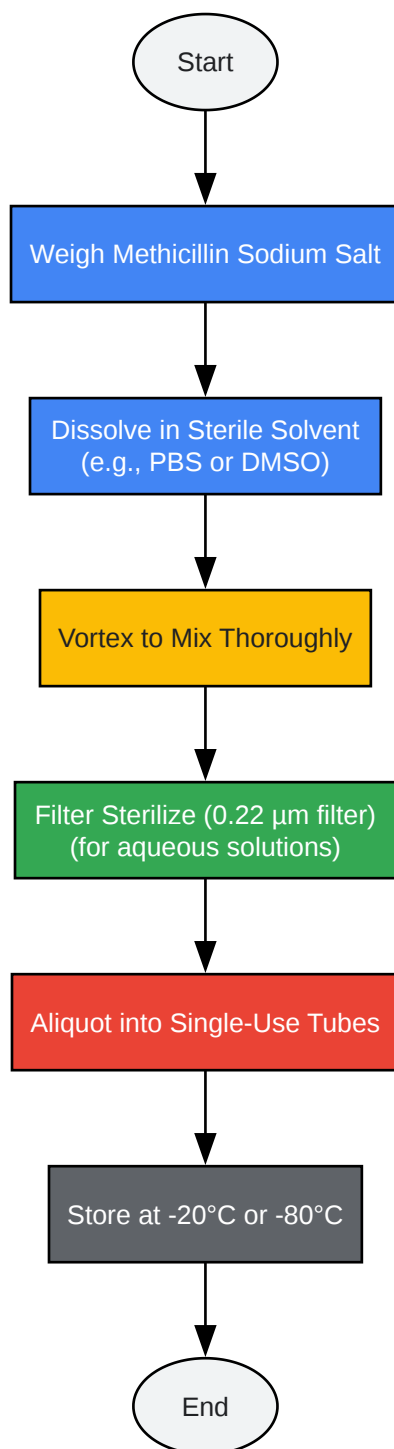 Start
Weigh Methicillin Sodium Salt
Dissolve in Sterile Solvent
(e.g., PBS or DMSO)
Vortex to Mix Thoroughly
Filter Sterilize (0.22 µm filter)
(for aqueous solutions)
Aliquot into Single-Use Tubes
Store at -20°C or -80°C
End